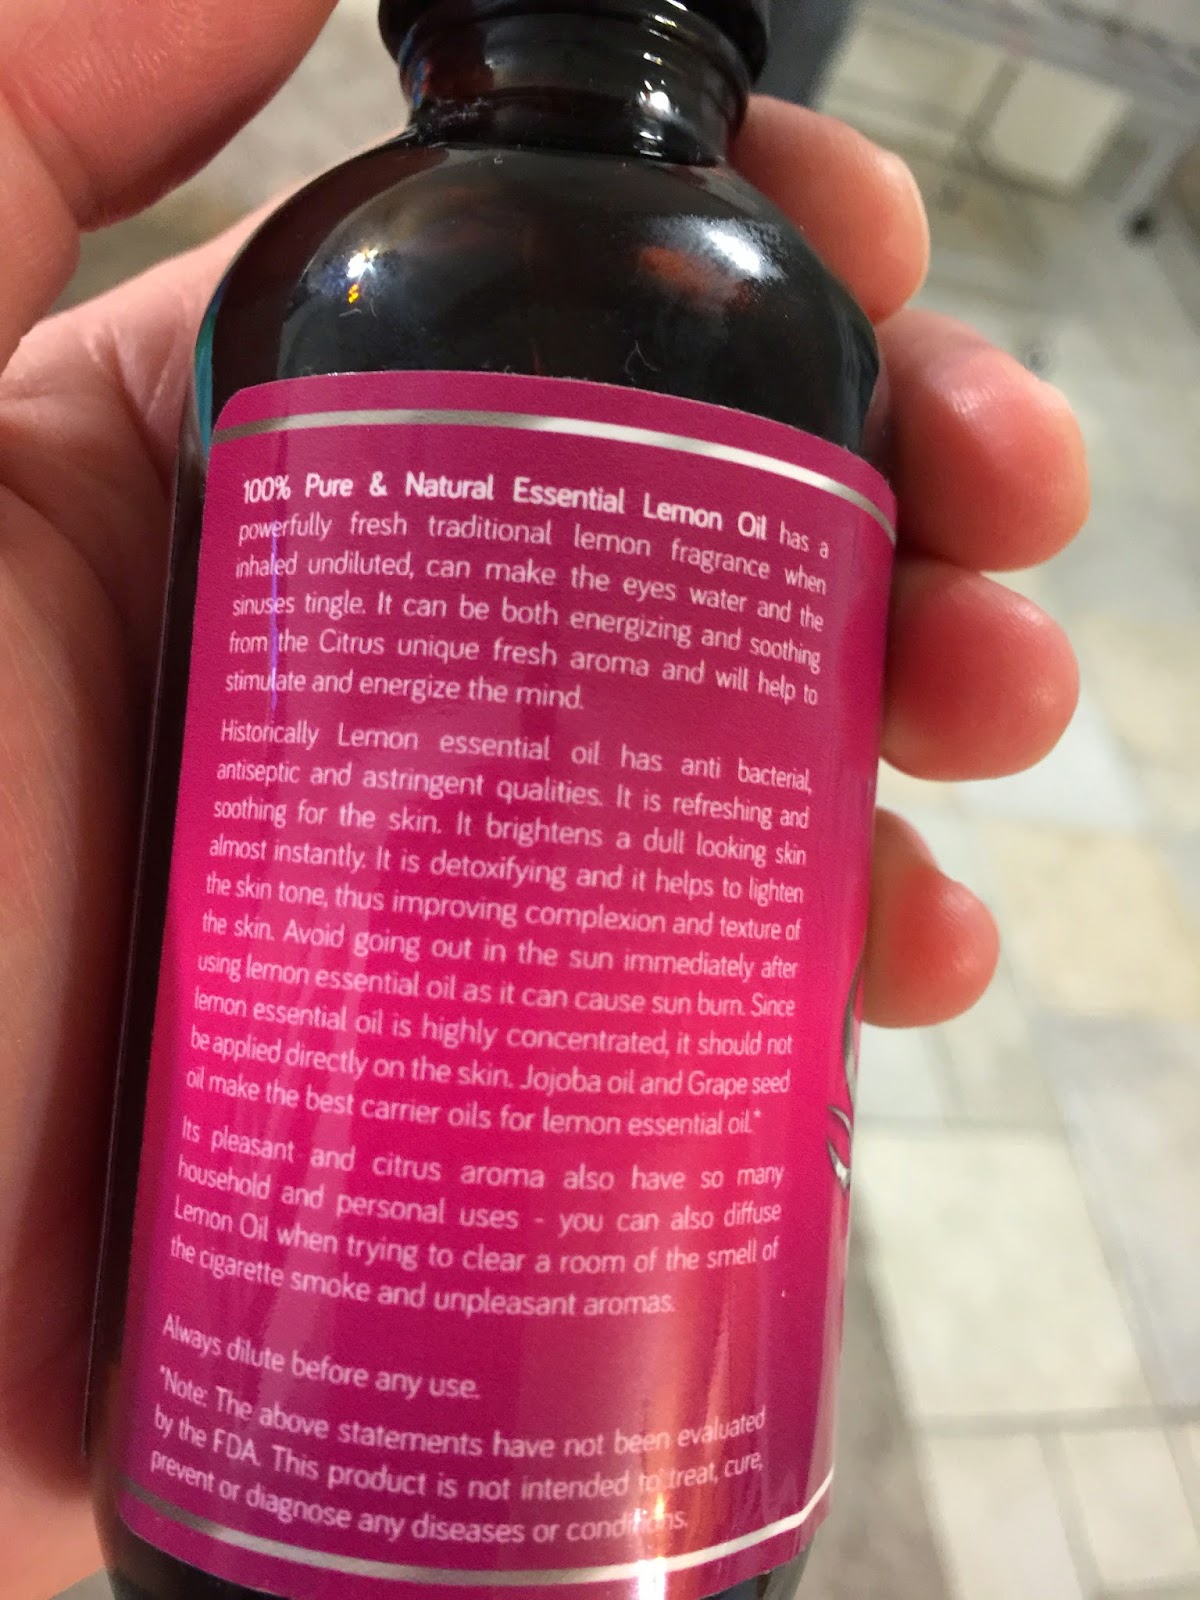 100% Pure & Natural Essential Lemon Oil has a
powerfully fresh traditional lemon fragrance when
inhaled undiluted, can make the eyes water and the
sinuses tingle. It can be both energizing and soothing
from the Citrus unique fresh aroma and will help to
stimulate and energize the mind.
Historically Lemon essential oil has anti bacterial,
antiseptic and astringent qualities. It is refreshing and
soothing for the skin. It brightens a dull looking skin
almost instantly. It is detoxifying and it helps to lighten
the skin tone, thus improving complexion and texture of
the skin. Avoid going out in the sun immediately after
using lemon essential oil as it can cause sun burn. Since
lemon essential oil is highly concentrated, it should not
be applied directly on the skin. Jojoba oil and Grape seed
oil make the best carrier oils for lemon essential oil.*
Its pleasant and citrus aroma also have so many
household and personal uses - you can also diffuse
Lemon Oil when trying to clear a room of the smell of
the cigarette smoke and unpleasant aromas.
Always dilute before any use.
*Note: The above statements have not been evaluated
by the FDA. This product is not intended to treat, cure,
prevent or diagnose any diseases or conditions.